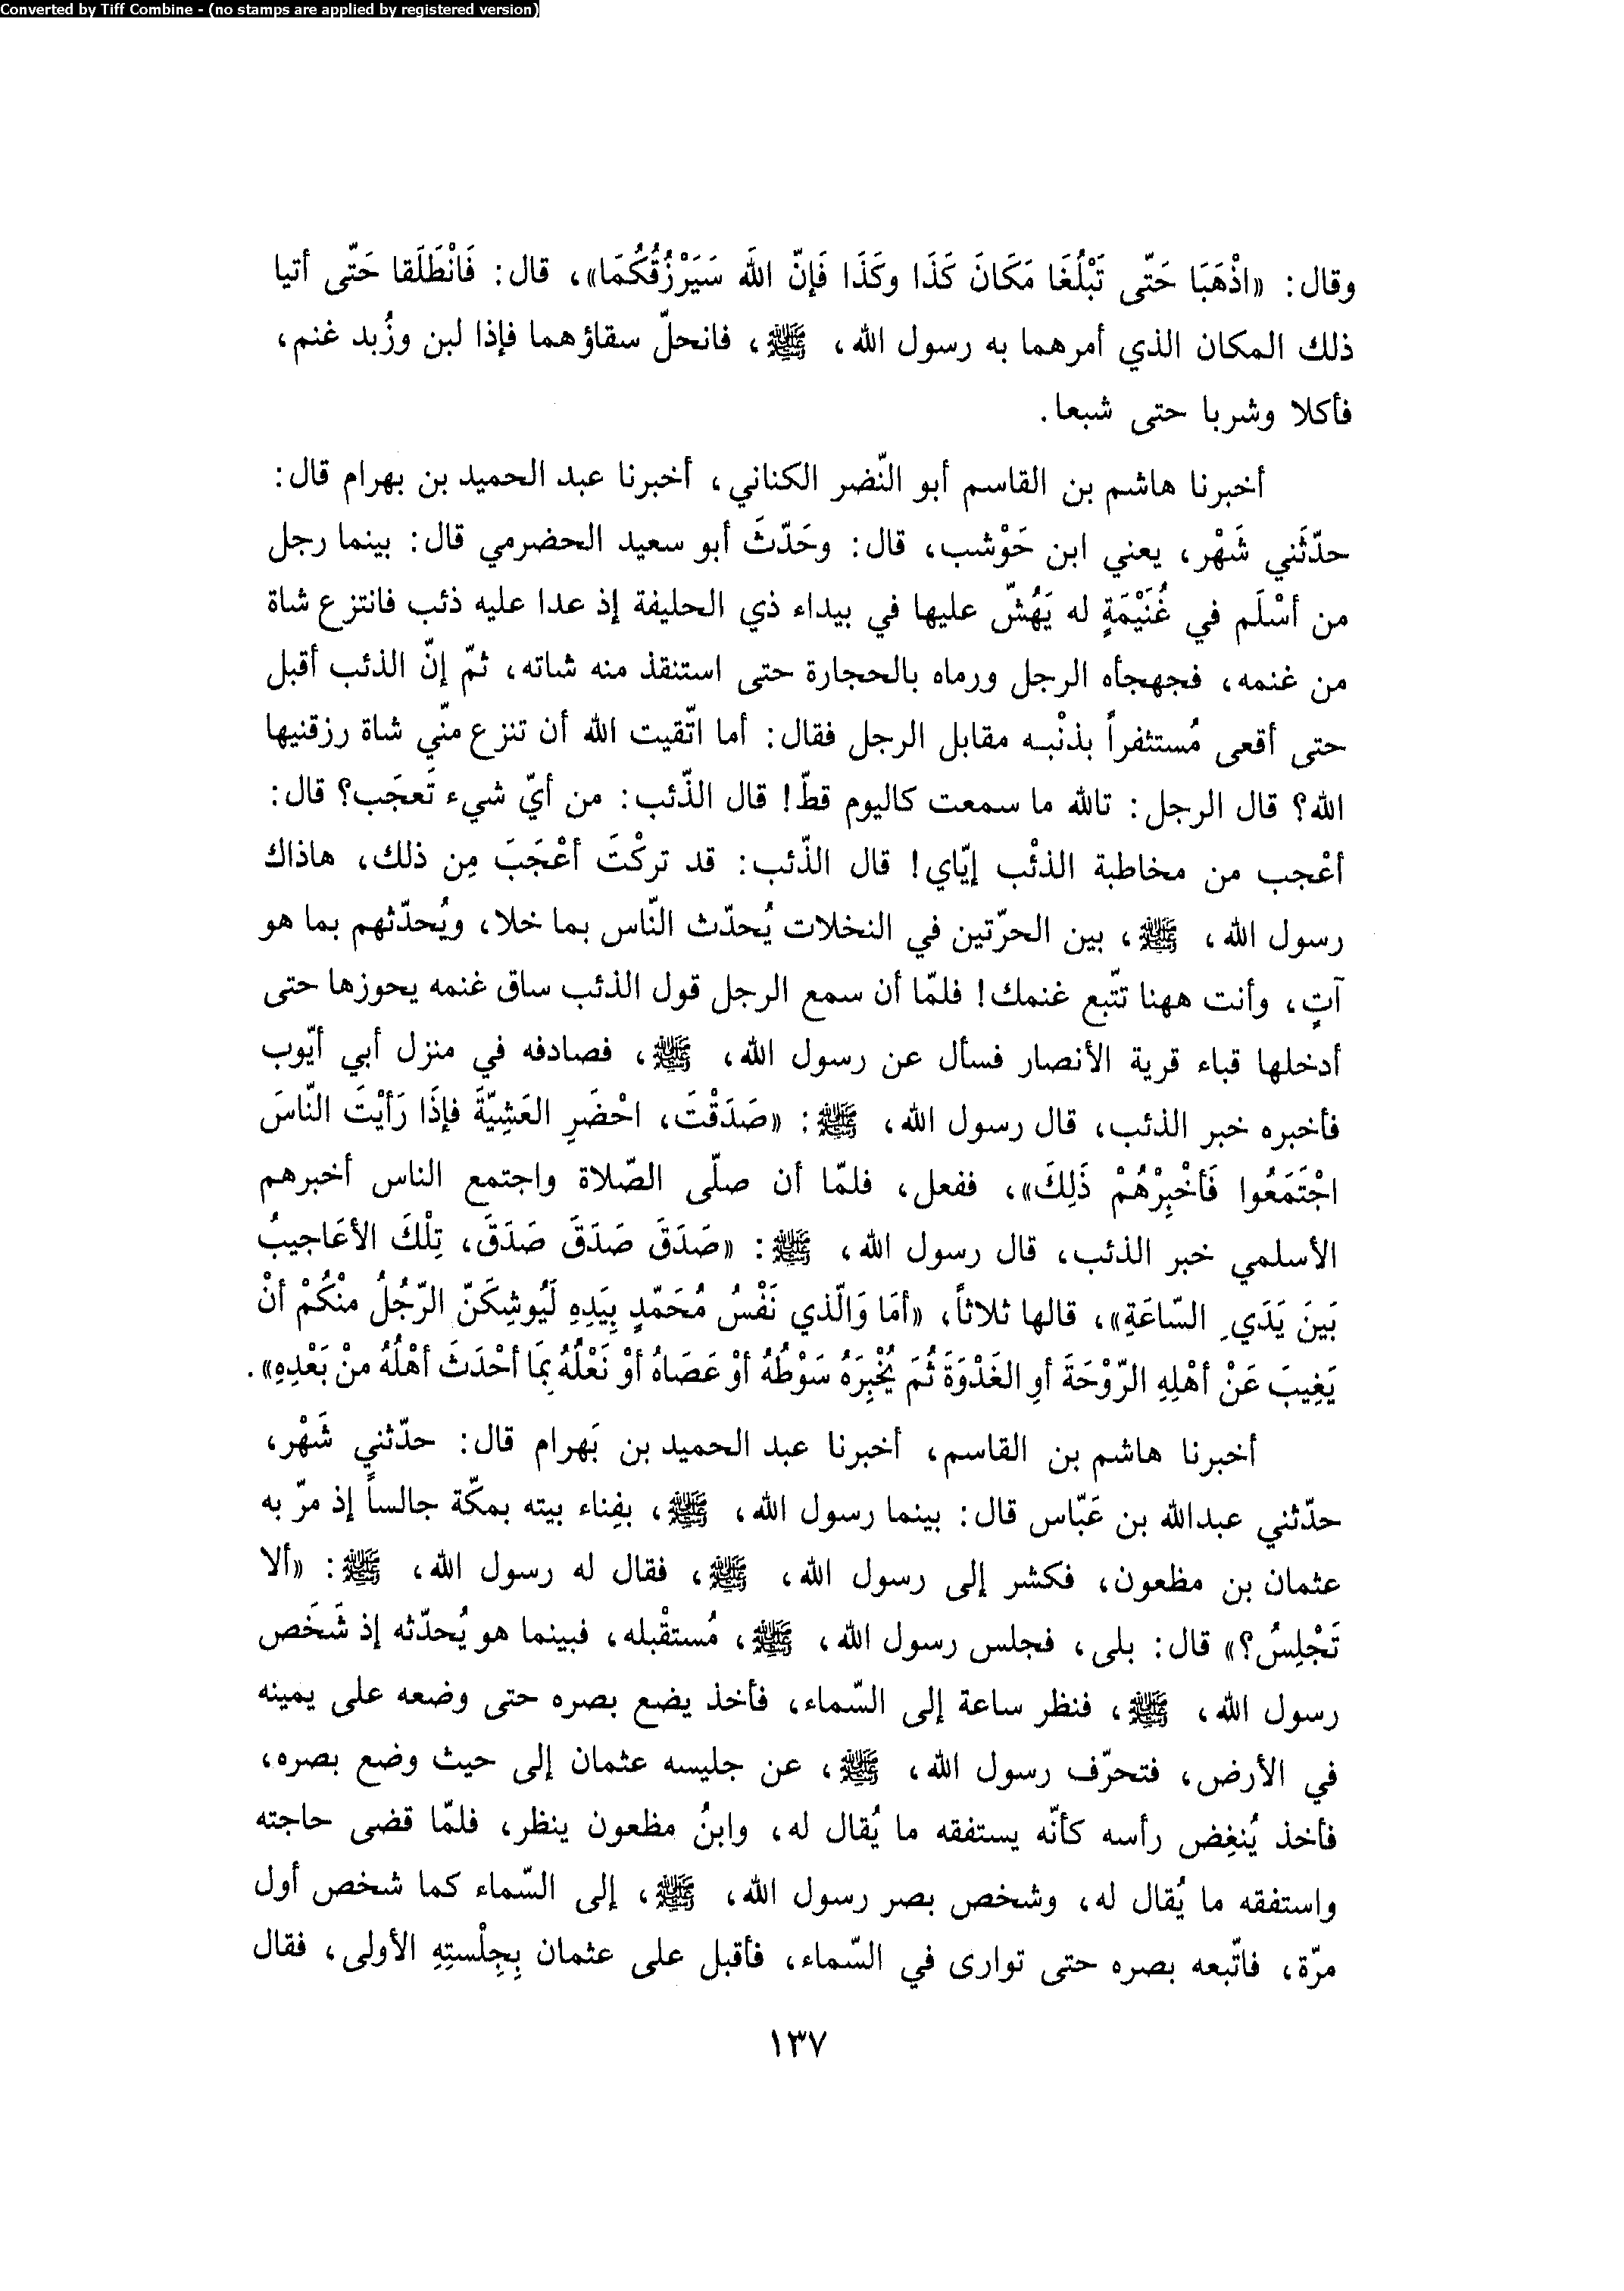 Converted by Tiff Combine - (no stamps are applied by registered version)
وقال: «اذْهَبَا حَتّى تَبْلُغَا مَكَانَ كَذَا وكَذَا فَإنّ اللهَ سَيَرْزُقُكُمَا»، قال: فَانْطَلَقا حَتّى أتيا
ذلك المكان الذي أمرهما به رسول الله، ﷺ، فانحلّ سقاؤهما فإذا لبن وزُبد غنم،
فأكلا وشربا حتى شبعا.
أخبرنا هاشم بن القاسم أبو النّضر الكناني، أخبرنا عبد الحميد بن بهرام قال:
حدّثَني شَهْر، يعني ابن حَوْشب، قال: وحَدّثَ أبو سعيد الحضرمي قال: بينما رجل
من أسْلَم في غُنَيْمَةٍ له يَهُشّ عليها في بيداء ذي الحليفة إذ عدا عليه ذئب فانتزع شاة
من غنمه، فجهجأه الرجل ورماه بالحجارة حتى استنقذ منه شاته، ثمّ إنّ الذئب أقبل
حتى أقعى مُستثفراً بذنْبه مقابل الرجل فقال: أما اتّقيت الله أن تنزع منّي شاة رزقنيها
الله؟ قال الرجل: تالله ما سمعت كاليوم قطّ! قال الذّئب: من أيّ شيء تَعجَب؟ قال:
أعْجب من مخاطبة الذئْب إيّاي! قال الذّئب: قد تركْتَ أعْجَبَ مِن ذلك، هاذاك
رسول الله، ﷺ، بين الحرّتين في النخلات يُحدّث النّاس بما خلا، ويُحدّثهم بما هو
آتٍ، وأنت ههنا تتّبع غنمك! فلمّا أن سمع الرجل قول الذئب ساق غنمه يحوزها حتى
أدخلها قباء قرية الأنصار فسأل عن رسول الله، ﷺ، فصادفه في منزل أبي أيّوب
فأخبره خبر الذئب، قال رسول الله، ﷺ: «صَدَقْتَ، احْضَرِ العَشِيّةَ فإذَا رَأيْتَ النّاسَ
اجْتَمَعُوا فَأخْبِرْهُمْ ذَلِكَ»، ففعل، فلمّا أن صلّى الصّلاة واجتمع الناس أخبرهم
الأسلمي خبر الذئب، قال رسول الله، ﷺ: «صَدَقَ صَدَقَ صَدَقَ، تِلْكَ الأعَاجيبُ
بَينَ يَدَيِ السّاعَةِ»، قالها ثلاثاً، «أمَا وَالّذي نَفْسُ مُحَمّدٍ بِيَدِهِ لَيُوشِكَنّ الرّجُلُ منْكُمْ أنْ
يَغِيبَ عَنْ أهْلِهِ الرّوْحَةَ أوِ الغَدْوَةَ ثُمَ يُخْبِرَهُ سَوْطُهُ أوْ عَصَاهُ أوْ نَعْلُهُ بِمَا أحْدَثَ أهْلُهُ منْ بَعْدِهِ».
أخبرنا هاشم بن القاسم، أخبرنا عبد الحميد بن بَهرام قال: حدّثني شَهْر،
حدّثني عبدالله بن عَبّاس قال: بينما رسول الله، ﷺ، بفِناء بيته بمكّة جالساً إذ مرّ به
عثمان بن مظعون، فكشر إلى رسول الله، ﷺ، فقال له رسول الله، ﷺ: «ألا
تَجْلِسُ؟» قال: بلى، فجلس رسول الله، ﷺ، مُستقْبله، فبينما هو يُحدّثه إذ شَخَص
رسول الله، ﷺ، فنظر ساعة إلى السّماء، فأخذ يضع بصره حتى وضعه على يمينه
في الأرض، فتحرّف رسول الله، ﷺ، عن جليسه عثمان إلى حيث وضع بصره،
فأخذ يُنغِض رأسه كأنّه يستفقه ما يُقال له، وابنُ مظعون ينظر، فلمّا قضى حاجته
واستفقه ما يُقال له، وشخص بصر رسول الله، ﷺ، إلى السّماء كما شخص أول
مرّة، فاتّبعه بصره حتى توارى في السّماء، فأقبل على عثمان بِجِلْستِهِ الأولى، فقال
١٣٧